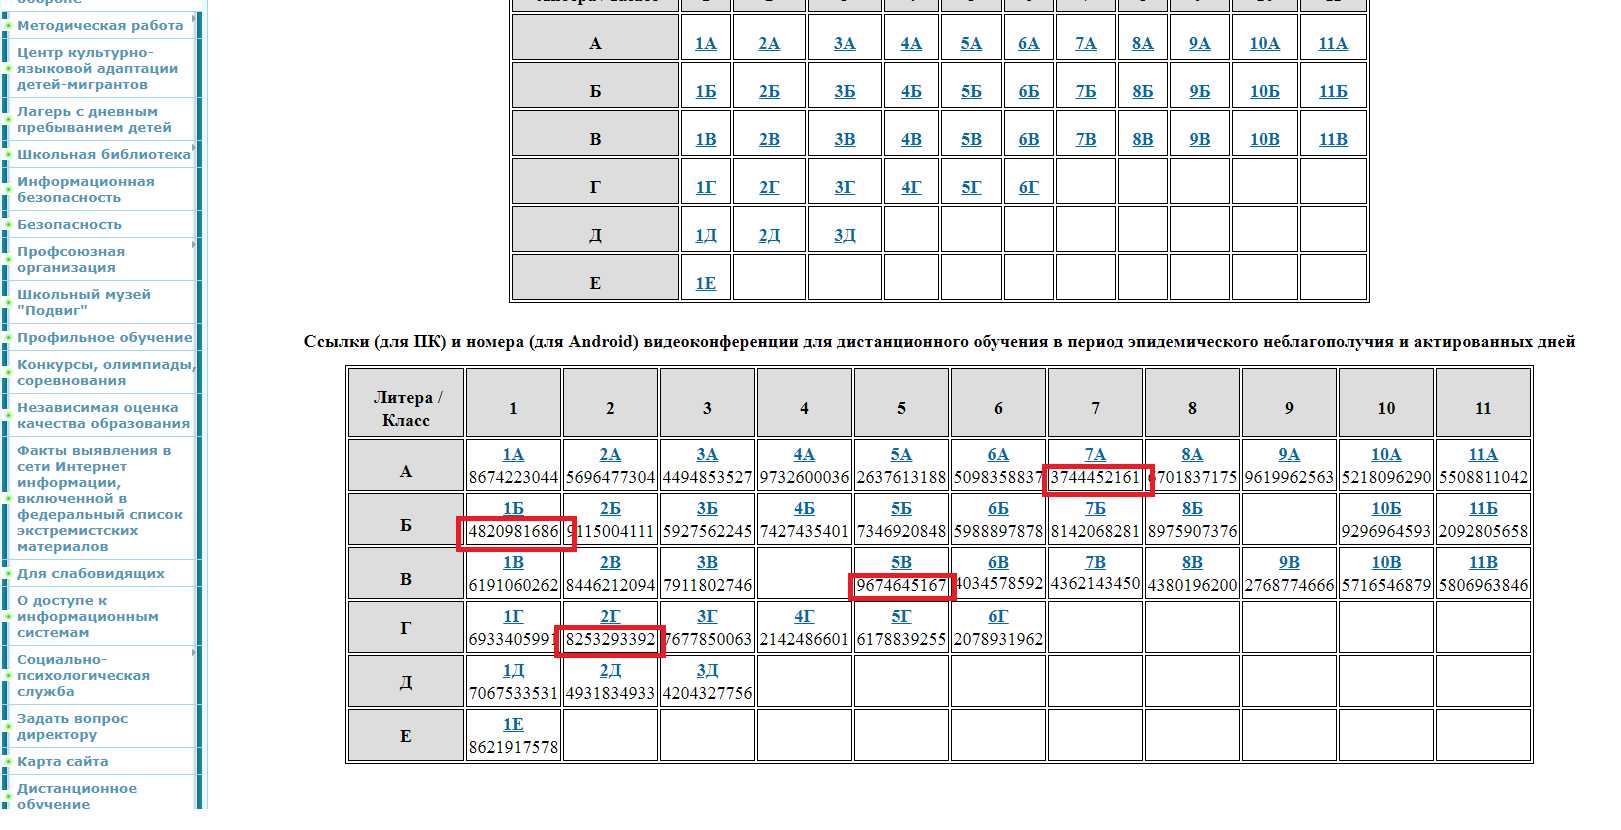 обороне
Методическая работа
Центр культурно-
языковой адаптации
детей-мигрантов
Лагерь с дневным
пребыванием детей
Школьная библиотека
Информационная
безопасность
Безопасность
Профсоюзная
организация
Школьный музей
"Подвиг"
Профильное обучение
Конкурсы, олимпиады,
соревнования
Независимая оценка
качества образования
Факты выявления в
сети Интернет
информации,
включенной в
федеральный список
экстремистских
материалов
Для слабовидящих
О доступе к
информационным
системам
Социально-
психологическая
служба
Задать вопрос
директору
Карта сайта
Дистанционное
обучение
А 1А 2А 3А 4А 5А 6А 7А 8А 9А 10А 11А
Б 1Б 2Б 3Б 4Б 5Б 6Б 7Б 8Б 9Б 10Б 11Б
В 1В 2В 3В 4В 5В 6В 7В 8В 9В 10В 11В
Г 1Г 2Г 3Г 4Г 5Г 6Г
Д 1Д 2Д 3Д
Е 1Е
Ссылки (для ПК) и номера (для Android) видеоконференции для дистанционного обучения в период эпидемического неблагополучия и актированных дней
Литера /
Класс 1 2 3 4 5 6 7 8 9 10 11
1А 2А 3А 4А 5А 6А 7А 8А 9А 10А 11А
А 8674223044 5696477304 4494853527 9732600036 2637613188 5098358837 3744452161 6701837175 9619962563 5218096290 5508811042
1Б 2Б 3Б 4Б 5Б 6Б 7Б 8Б 10Б 11Б
Б 4820981686 9115004111 5927562245 7427435401 7346920848 5988897878 8142068281 8975907376 9296964593 2092805658
1В 2В 3В 5В 6В 7В 8В 9В 10В 11В
В 6191060262 8446212094 7911802746 9674645167 4034578592 4362143450 4380196200 2768774666 5716546879 5806963846
1Г 2Г 3Г 4Г 5Г 6Г
Г 6933405991 8253293392 7677850063 2142486601 6178839255 2078931962
1Д 2Д 3Д
Д 7067533531 4931834933 4204327756
1Е
Е 8621917578